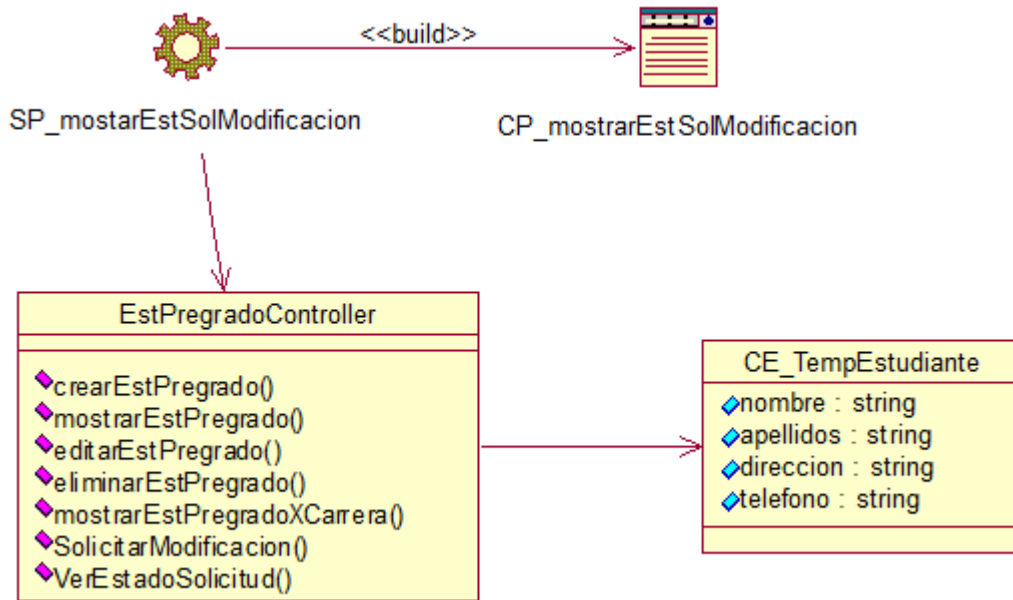 <<build>>
SP_mostarEstSolModificacion
CP_mostrarEstSolModificacion
EstPregradoController
crearEstPregrado()
mostrarEstPregrado()
editarEstPregrado()
eliminarEstPregrado()
mostrarEstPregradoXCarrera()
SolicitarModificacion()
VerEstadoSolicitud()
CE_TempEstudiante
nombre : string
apellidos : string
direccion : string
telefono : string